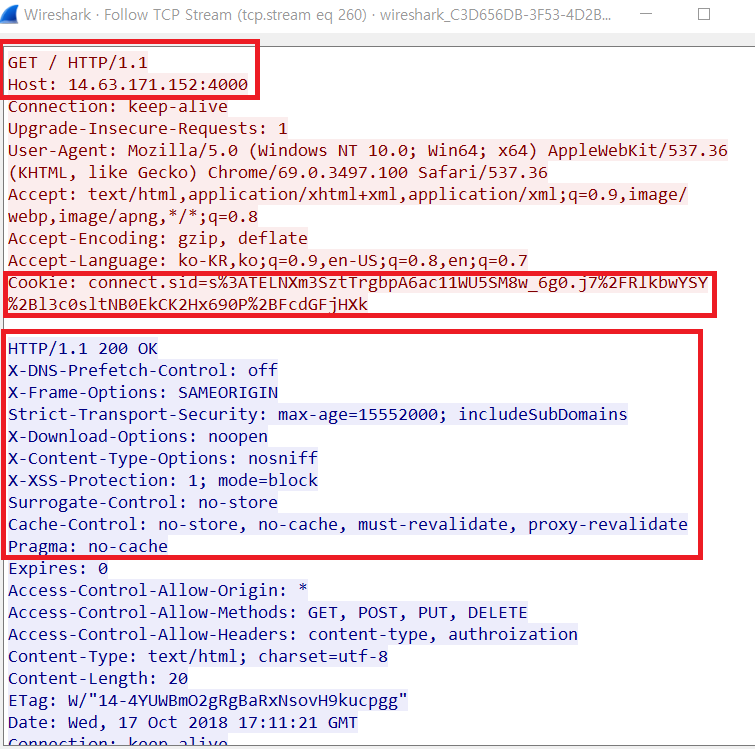 Wireshark · Follow TCP Stream (tcp.stream eq 260) · wireshark_C3D656DB-3F53-4D2B...
GET / HTTP/1.1
Host: 14.63.171.152:4000
Connection: keep-alive
Upgrade-Insecure-Requests: 1
User-Agent: Mozilla/5.0 (Windows NT 10.0; Win64; x64) AppleWebKit/537.36
(KHTML, like Gecko) Chrome/69.0.3497.100 Safari/537.36
Accept: text/html,application/xhtml+xml,application/xml;q=0.9,image/
webp,image/apng,*/*;q=0.8
Accept-Encoding: gzip, deflate
Accept-Language: ko-KR,ko;q=0.9,en-US;q=0.8,en;q=0.7
Cookie: connect.sid=s%3ATELNXm3SztTrgbpA6ac11WU5SM8w_6g0.j7%2FRlkbwYSY
%2Bl3c0sltNB0EkCK2Hx690P%2BFcdGFjHXk
HTTP/1.1 200 OK
X-DNS-Prefetch-Control: off
X-Frame-Options: SAMEORIGIN
Strict-Transport-Security: max-age=15552000; includeSubDomains
X-Download-Options: noopen
X-Content-Type-Options: nosniff
X-XSS-Protection: 1; mode=block
Surrogate-Control: no-store
Cache-Control: no-store, no-cache, must-revalidate, proxy-revalidate
Pragma: no-cache
Expires: 0
Access-Control-Allow-Origin: *
Access-Control-Allow-Methods: GET, POST, PUT, DELETE
Access-Control-Allow-Headers: content-type, authroization
Content-Type: text/html; charset=utf-8
Content-Length: 20
ETag: W/"14-4YUWBmO2gRgBaRxNsovH9kucpgg"
Date: Wed, 17 Oct 2018 17:11:21 GMT
Connection: keep-alive